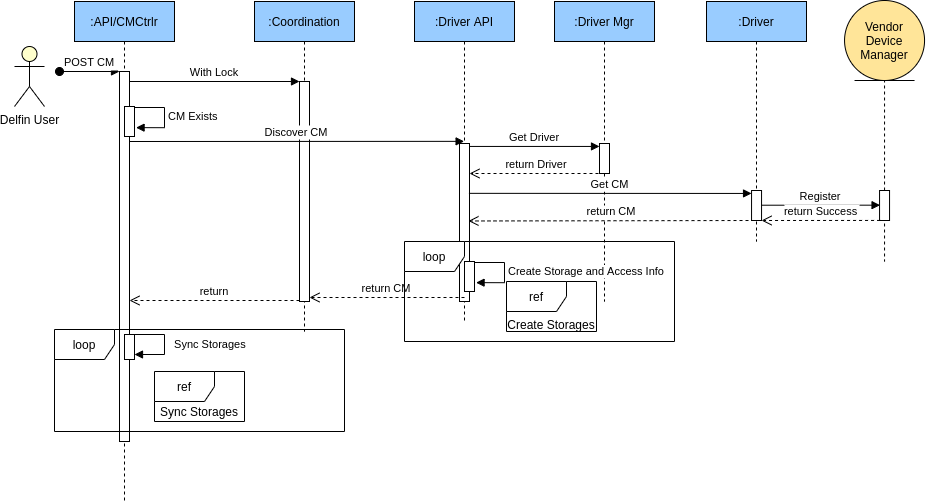 :API/CMCtrlr
:Coordination
:Driver API
:Driver Mgr
:Driver
Vendor
Device
Manager
Delfin User
POST CM
With Lock
CM Exists
Discover CM
Get Driver
return Driver
Get CM
Register
return CM
return Success
loop
Create Storage and Access Info
ref
Create Storages
return CM
return
loop
Sync Storages
ref
Sync Storages